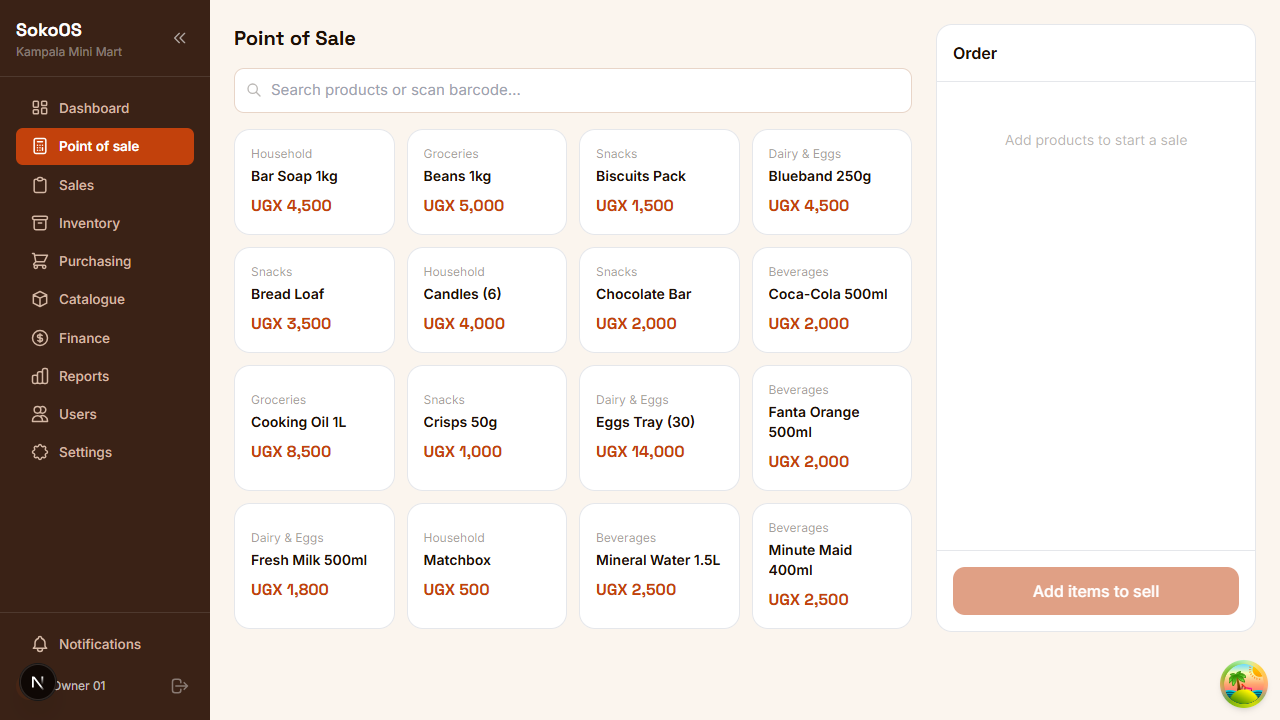 SokoOS
Kampala Mini Mart
Dashboard
Point of sale
Sales
Inventory
Purchasing
Catalogue
Finance
Reports
Users
Settings
Notifications
N
Owner 01
Point of Sale
Search products or scan barcode...
Household
Bar Soap 1kg
UGX 4,500
Groceries
Beans 1kg
UGX 5,000
Snacks
Biscuits Pack
UGX 1,500
Dairy & Eggs
Blueband 250g
UGX 4,500
Snacks
Bread Loaf
UGX 3,500
Household
Candles (6)
UGX 4,000
Snacks
Chocolate Bar
UGX 2,000
Beverages
Coca-Cola 500ml
UGX 2,000
Groceries
Cooking Oil 1L
UGX 8,500
Snacks
Crisps 50g
UGX 1,000
Dairy & Eggs
Eggs Tray (30)
UGX 14,000
Beverages
Fanta Orange
500ml
UGX 2,000
Dairy & Eggs
Fresh Milk 500ml
UGX 1,800
Household
Matchbox
UGX 500
Beverages
Mineral Water 1.5L
UGX 2,500
Beverages
Minute Maid
400ml
UGX 2,500
Order
Add products to start a sale
Add items to sell